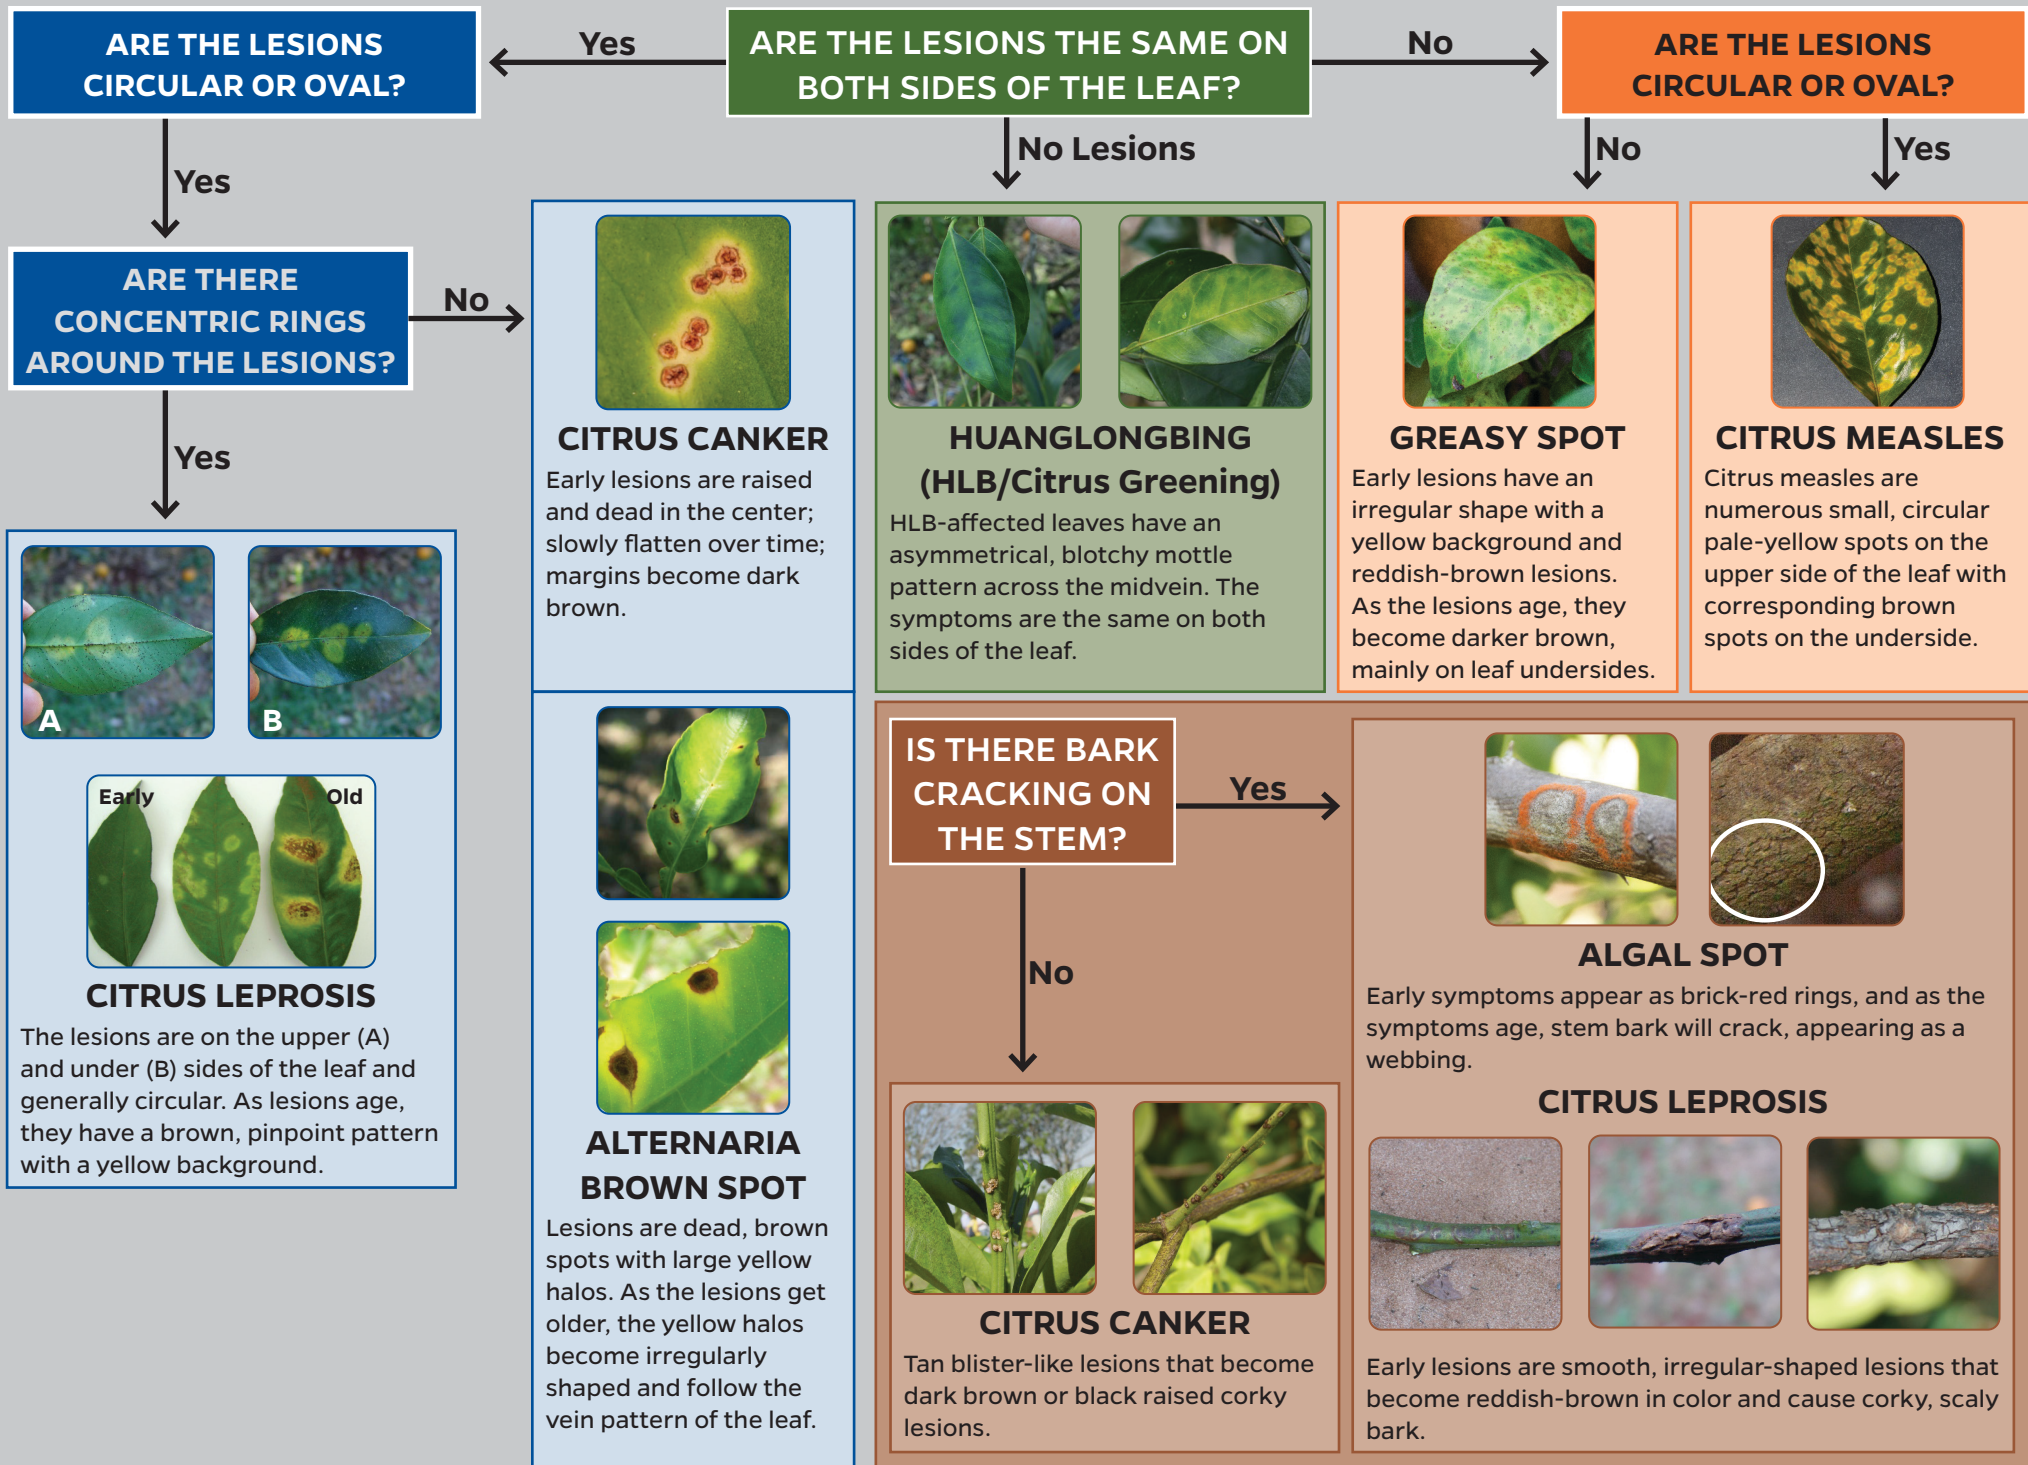 ARE THE LESIONS
CIRCULAR OR OVAL?
Yes
ARE THE LESIONS THE SAME ON
BOTH SIDES OF THE LEAF?
No
ARE THE LESIONS
CIRCULAR OR OVAL?
Yes
No Lesions
No
Yes
ARE THERE
CONCENTRIC RINGS
AROUND THE LESIONS?
No
Yes
A
B
Early
Old
CITRUS LEPROSIS
The lesions are on the upper (A)
and under (B) sides of the leaf and
generally circular. As lesions age,
they have a brown, pinpoint pattern
with a yellow background.
CITRUS CANKER
Early lesions are raised
and dead in the center;
slowly flatten over time;
margins become dark
brown.
ALTERNARIA
BROWN SPOT
Lesions are dead, brown
spots with large yellow
halos. As the lesions get
older, the yellow halos
become irregularly
shaped and follow the
vein pattern of the leaf.
HUANGLONGBING
(HLB/Citrus Greening)
HLB-affected leaves have an
asymmetrical, blotchy mottle
pattern across the midvein. The
symptoms are the same on both
sides of the leaf.
GREASY SPOT
Early lesions have an
irregular shape with a
yellow background and
reddish-brown lesions.
As the lesions age, they
become darker brown,
mainly on leaf undersides.
CITRUS MEASLES
Citrus measles are
numerous small, circular
pale-yellow spots on the
upper side of the leaf with
corresponding brown
spots on the underside.
IS THERE BARK
CRACKING ON
THE STEM?
Yes
No
CITRUS CANKER
Tan blister-like lesions that become
dark brown or black raised corky
lesions.
ALGAL SPOT
Early symptoms appear as brick-red rings, and as the
symptoms age, stem bark will crack, appearing as a
webbing.
CITRUS LEPROSIS
Early lesions are smooth, irregular-shaped lesions that
become reddish-brown in color and cause corky, scaly
bark.